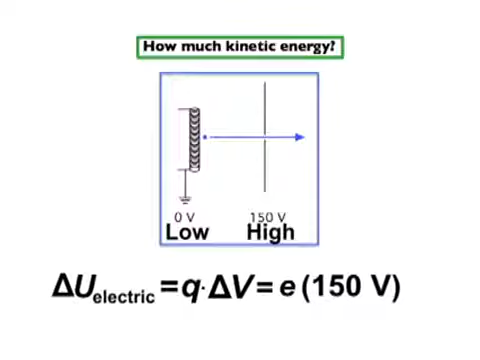 How much kinetic energy?
0 V 150 V
Low High
ΔUelectric = q·ΔV = e (150 V)